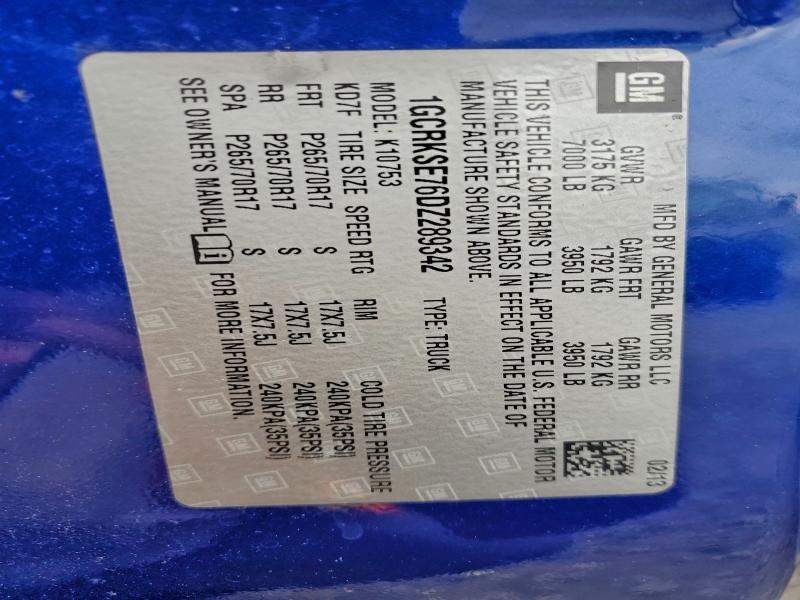 GM ®
MFD BY GENERAL MOTORS LLC 02/13
GVWR GAWR FRT GAWR RR
3175 KG 1792 KG 1792 KG
7000 LB 3950 LB 3950 LB
THIS VEHICLE CONFORMS TO ALL APPLICABLE U.S. FEDERAL MOTOR
VEHICLE SAFETY STANDARDS IN EFFECT ON THE DATE OF
MANUFACTURE SHOWN ABOVE.
1GCRKSE76DZ289342 TYPE: TRUCK
MODEL: K10753
KD7F TIRE SIZE SPEED RTG RIM COLD TIRE PRESSURE
FRT P265/70R17 S 17X7.5J 240KPA(35PSI)
RR P265/70R17 S 17X7.5J 240KPA(35PSI)
SPA P265/70R17 S 17X7.5J 240KPA(35PSI)
SEE OWNER'S MANUAL i FOR MORE INFORMATION.